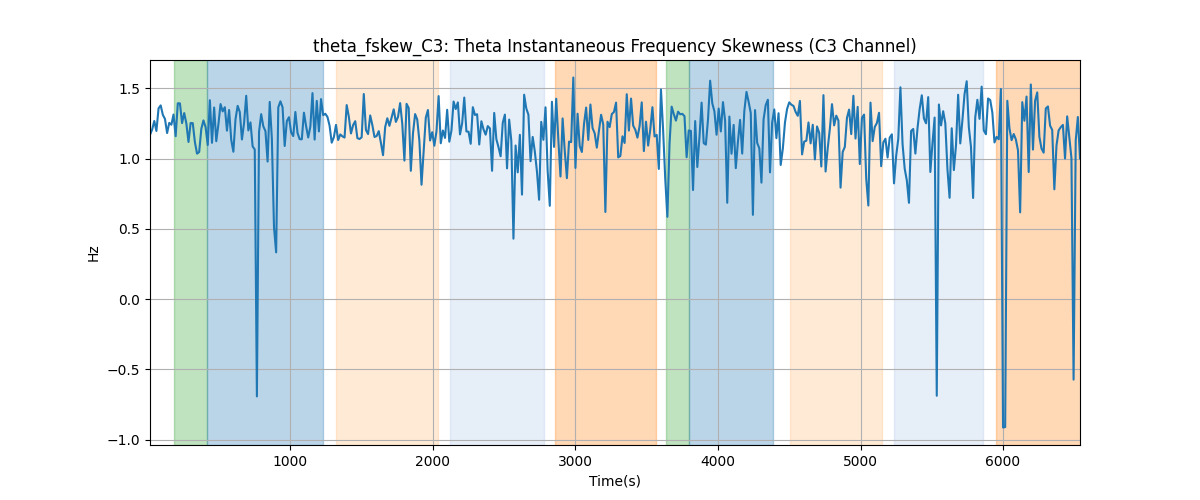 theta_fskew_C3: Theta Instantaneous Frequency Skewness (C3 Channel)
1.5
1.0
0.5
0.0
−0.5
−1.0
Hz
1000 2000 3000 4000 5000 6000
Time(s)